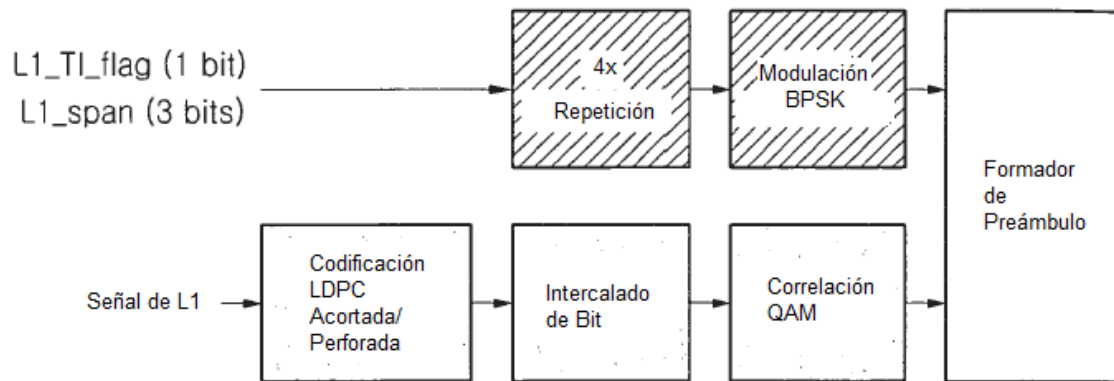 L1_TI_flag (1 bit)
L1_span (3 bits)
4x
Repetición
Modulación
BPSK
Formador
de
Preámbulo
Señal de L1
Codificación
LDPC
Acortada/
Perforada
Intercalado
de Bit
Correlación
QAM